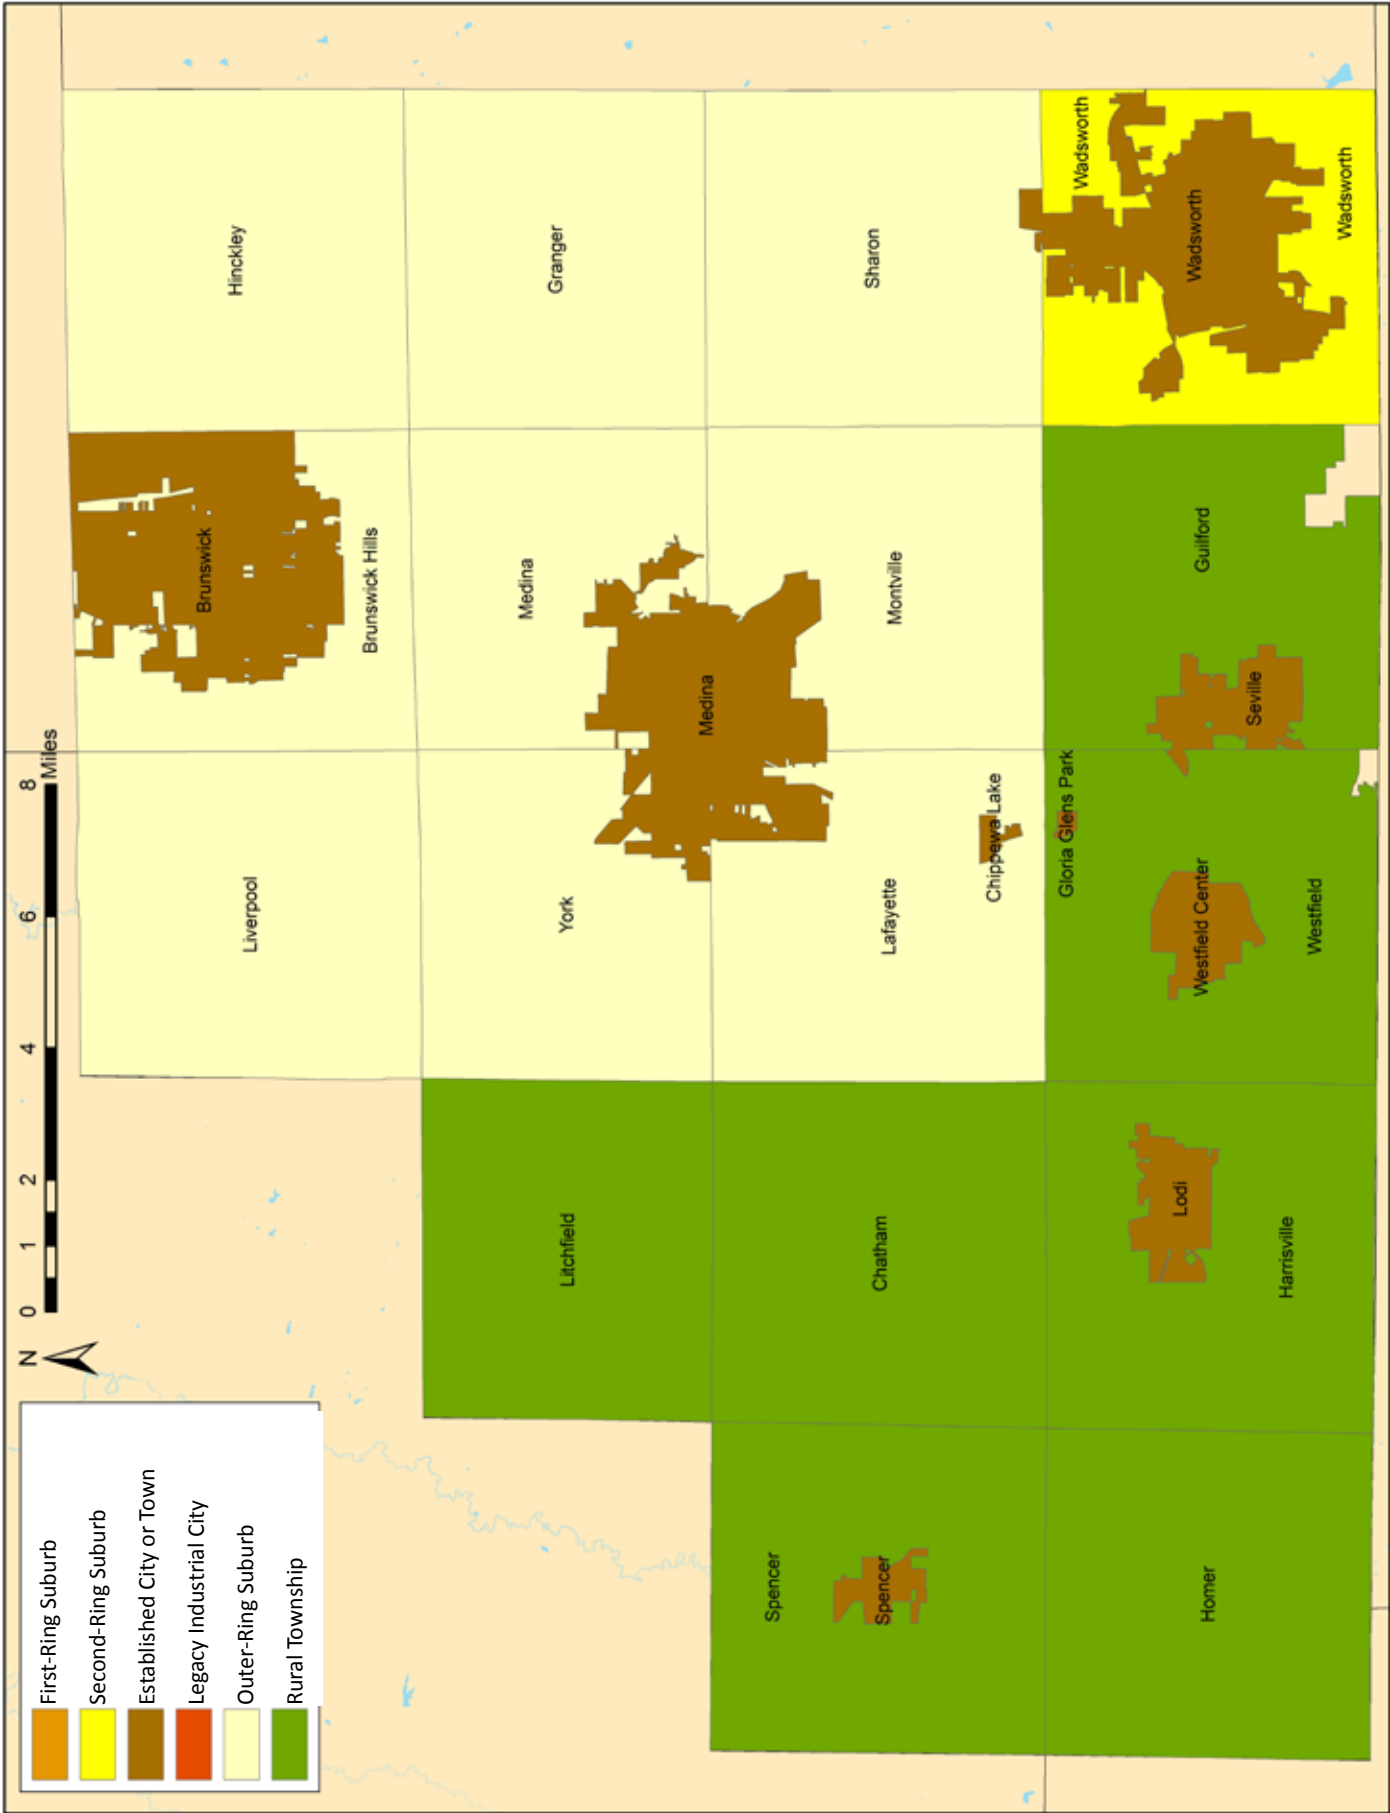 First-Ring Suburb
Second-Ring Suburb
Established City or Town
Legacy Industrial City
Outer-Ring Suburb
Rural Township
N
0 1 2 4 6 8
Miles
Liverpool
Brunswick
Brunswick Hills
Hinckley
Litchfield
York
Medina
Medina
Granger
Spencer
Spencer
Chatham
Lafayette
Chippewa Lake
Montville
Sharon
Homer
Lodi
Harrisville
Gloria Glens Park
Westfield Center
Westfield
Seville
Guilford
Wadsworth
Wadsworth
Wadsworth